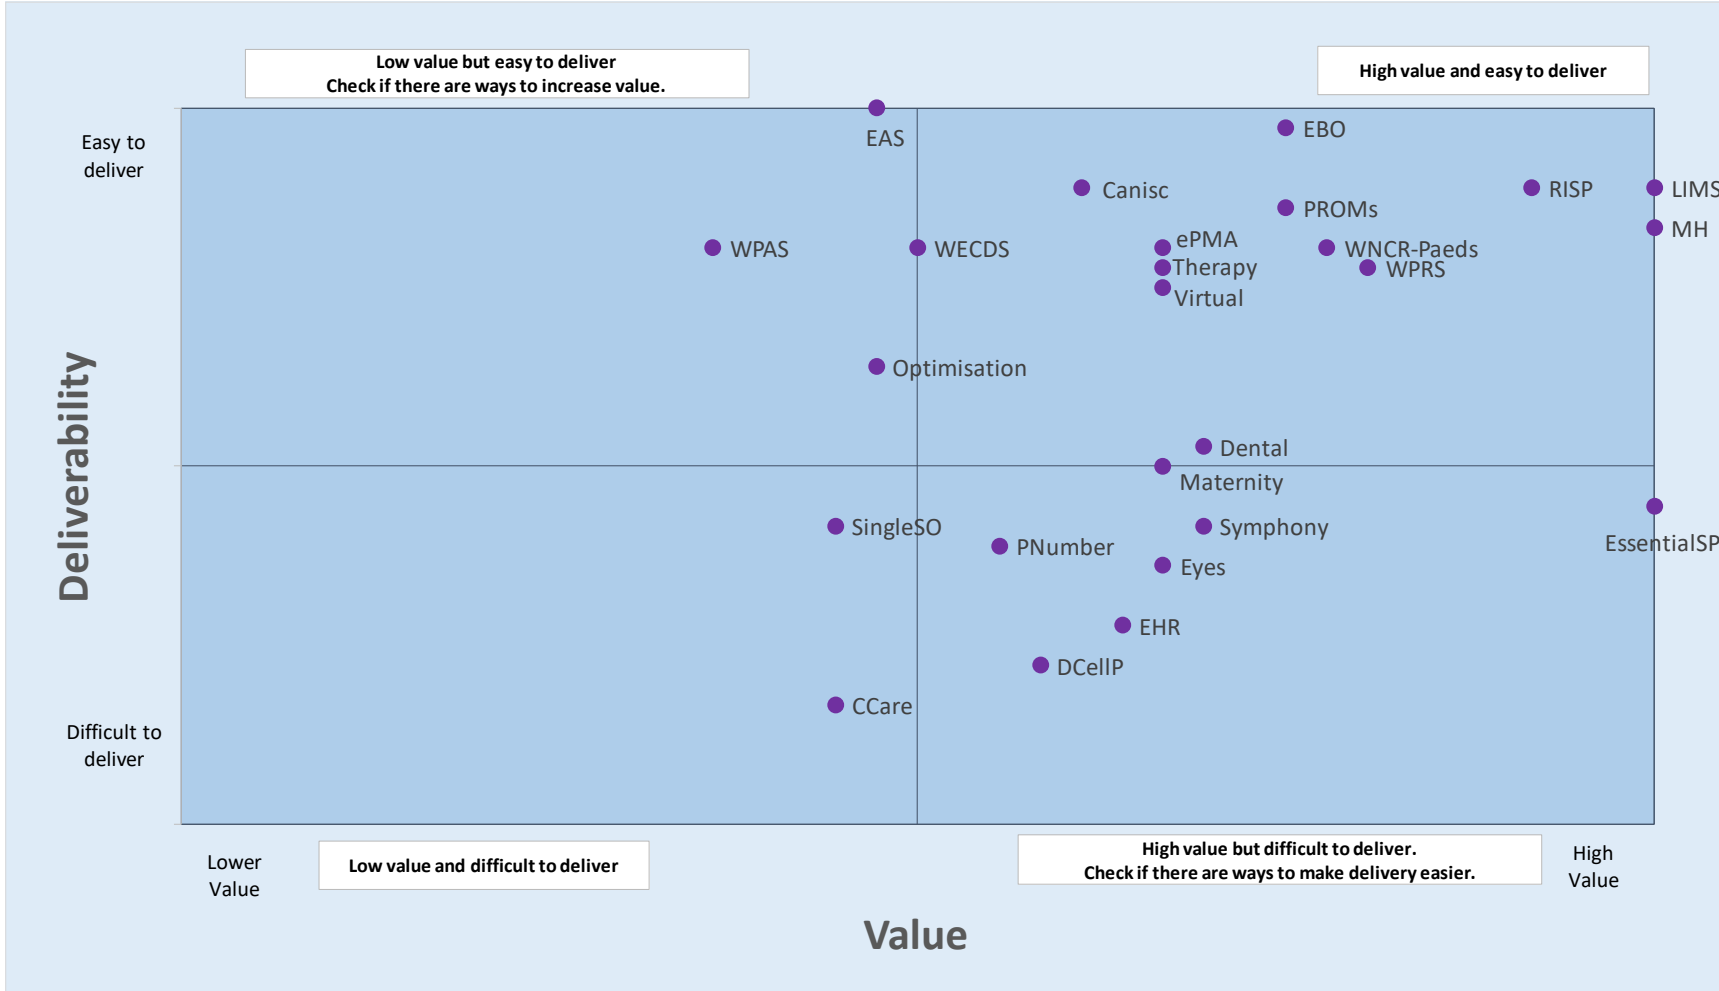 Low value but easy to deliver
Check if there are ways to increase value.
High value and easy to deliver
Easy to
deliver
EAS
EBO
Canisc
RISP
LIMS
PROMs
MH
WPAS
WECDS
ePMA
WNCR-Paeds
Therapy
WPRS
Virtual
Optimisation
Deliverability
Dental
Maternity
SingleSO
Symphony
PNumber
EssentialSP
Eyes
EHR
DCellP
CCare
Difficult to
deliver
Lower
Value
Low value and difficult to deliver
High value but difficult to deliver.
Check if there are ways to make delivery easier.
High
Value
Value